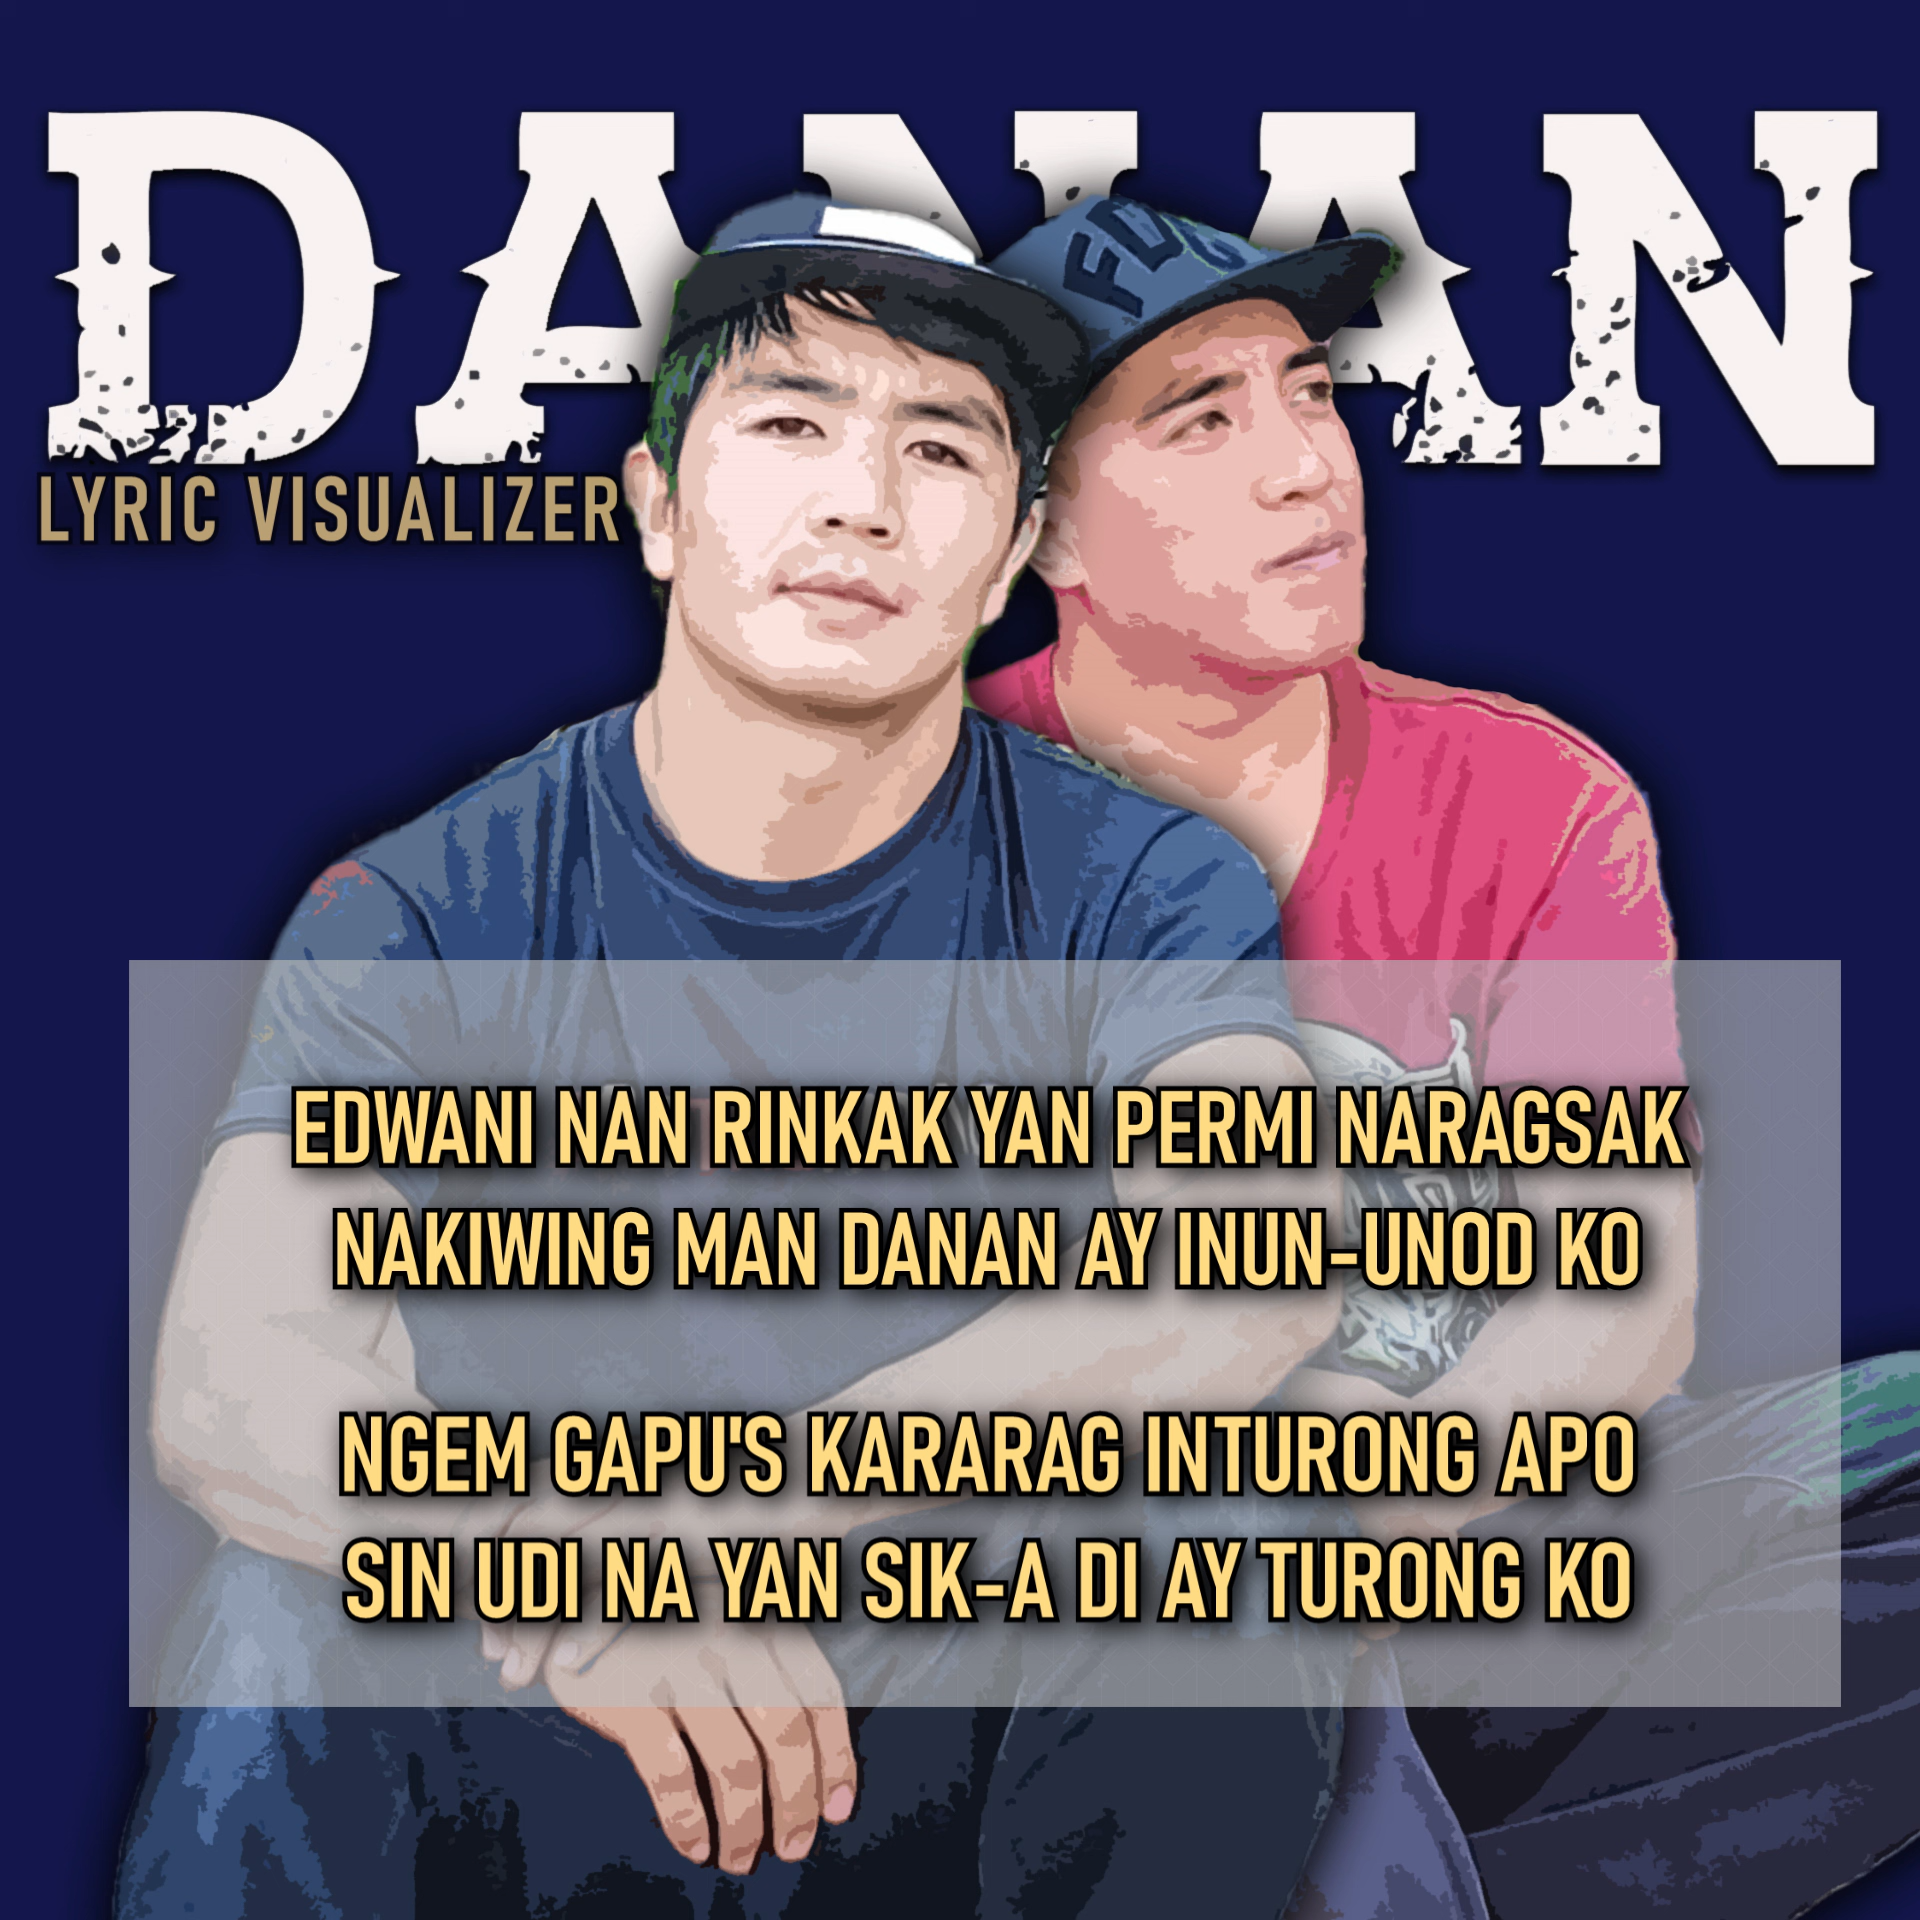 DANAN
LYRIC VISUALIZER
EDWANI NAN RINKAK YAN PERMI NARAGSAK
NAKIWING MAN DANAN AY INUN-UNOD KO
NGEM GAPU'S KARARAG INTURONG APO
SIN UDI NA YAN SIK-A DI AY TURONG KO